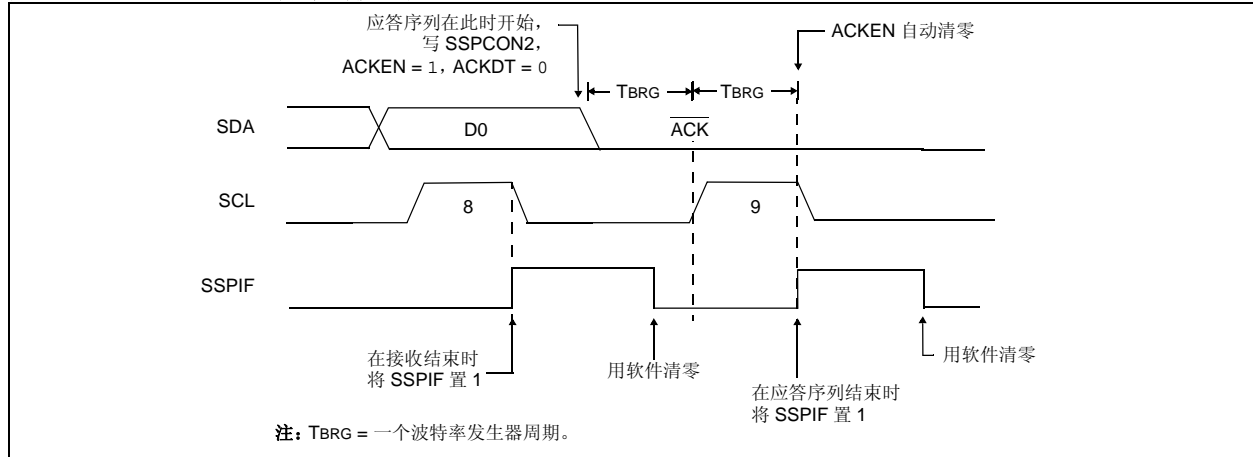 应答序列在此时开始，
写 SSPCON2，
ACKEN = 1，ACKDT = 0
ACKEN 自动清零
TBRG
TBRG
SDA
D0
ACK
SCL
8
9
SSPIF
在接收结束时
将 SSPIF 置 1
用软件清零
在应答序列结束时
将 SSPIF 置 1
用软件清零
注：TBRG = 一个波特率发生器周期。